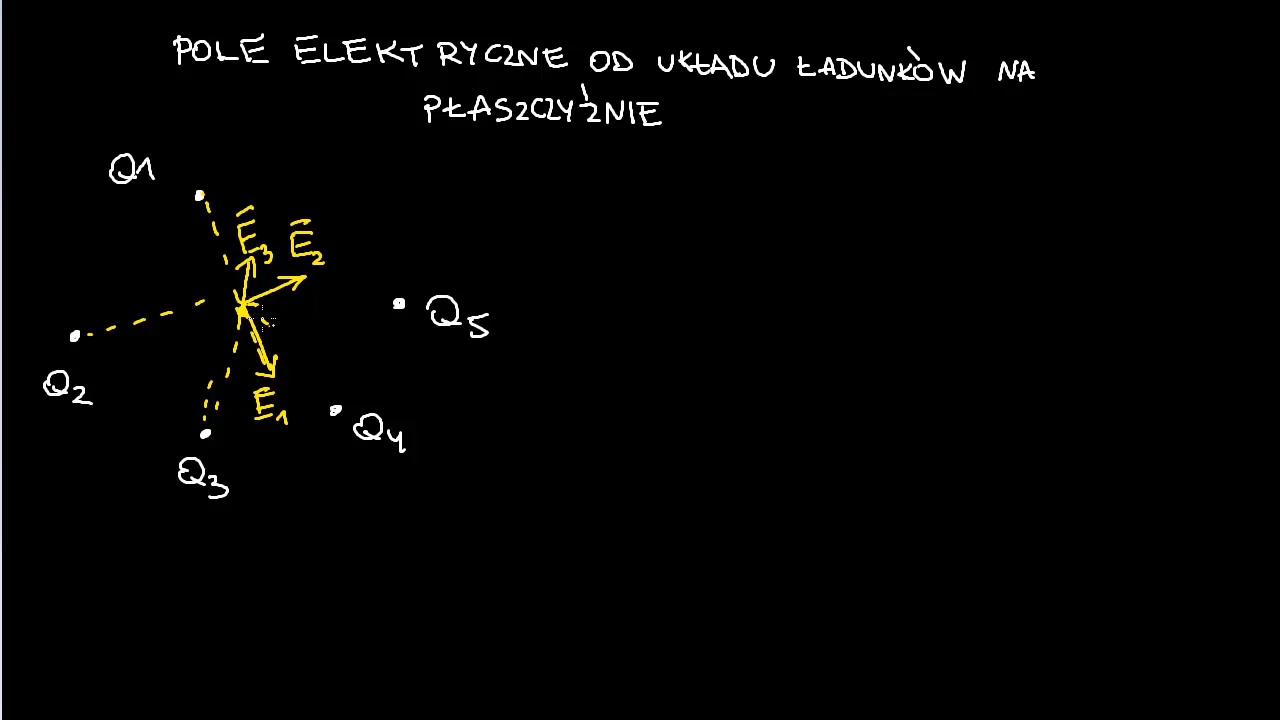 POLE ELEKTRYCZNE OD UKŁADU ŁADUNKÓW NA
PŁASZCZYŹNIE
Q1
E3 E2
Q5
Q2
E1
Q4
Q3